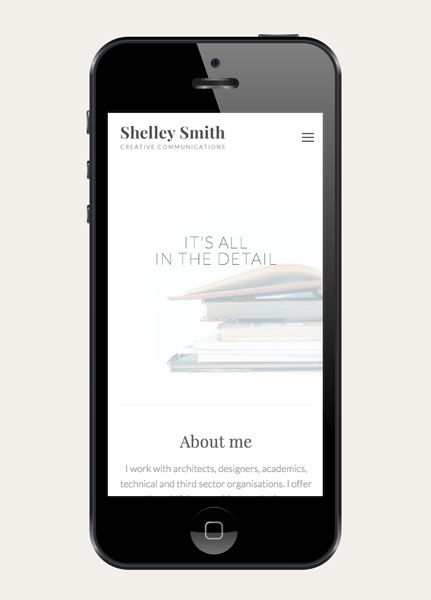 Shelley Smith
CREATIVE COMMUNICATIONS
IT'S ALL
IN THE DETAIL
About me
I work with architects, designers, academics,
technical and third sector organisations. I offer